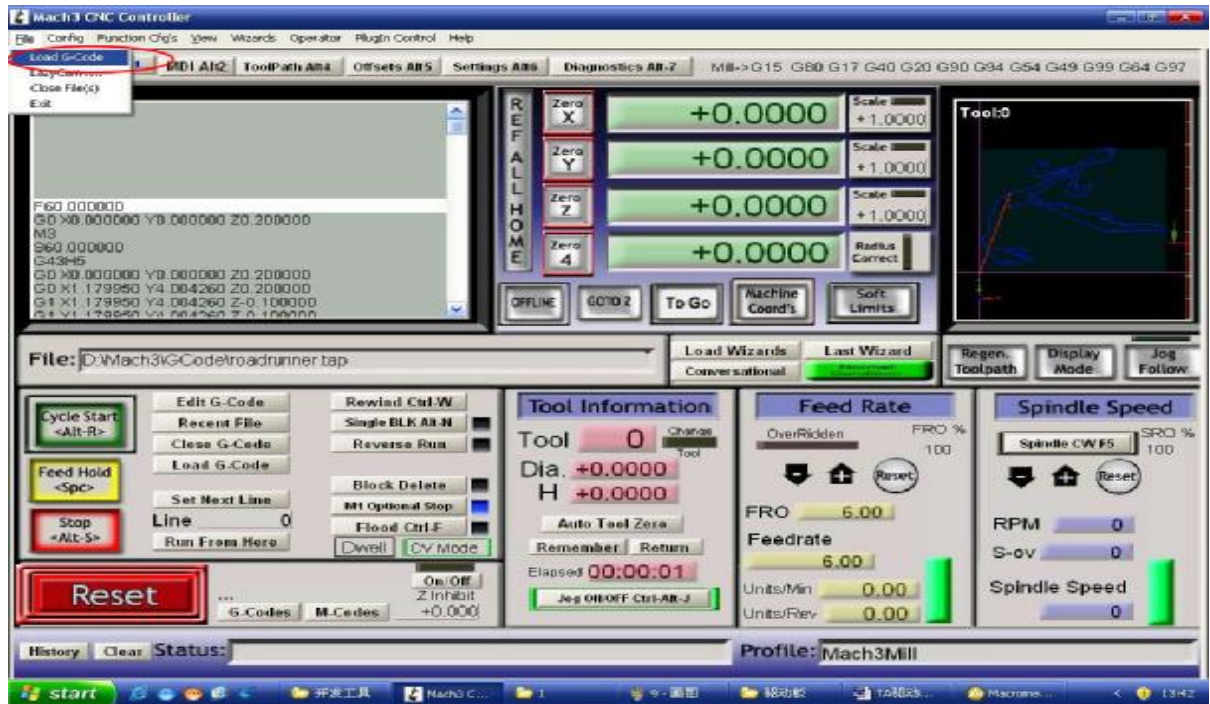 Mach3 CNC Controller
File Config Function Cfg's View Wizards Operator PlugIn Control Help
Load G-Code
Close File(s)
Exit
MDI Alt2 ToolPath Alt4 Offsets Alt5 Settings Alt6 Diagnostics Alt-7 Mill->G15 G80 G17 G40 G20 G90 G94 G54 G49 G99 G64 G97
F60.000000
G0 X0.000000 Y0.000000 Z0.200000
M3
S60.000000
G43H5
G0 X0.000000 Y0.000000 Z0.200000
G0 X1.179950 Y4.004260 Z0.200000
G1 X1.179950 Y4.004260 Z-0.100000
REF ALL HOME
Zero X +0.0000 Scale +1.0000
Zero Y +0.0000 Scale +1.0000
Zero Z +0.0000 Scale +1.0000
Zero 4 +0.0000 Radius Correct
OFFLINE GOTO Z To Go Machine Coord's Soft Limits
Tool:0
File: D:\Mach3\GCode\roadrunner.tap
Load Wizards Last Wizard
Conversational
Regen. Toolpath Display Mode Jog Follow
Cycle Start <Alt-R>
Feed Hold <Spc>
Stop <Alt-S>
Edit G-Code
Recent File
Close G-Code
Load G-Code
Set Next Line
Line 0
Run From Here
Rewind Ctrl-W
Single BLK Alt-N
Reverse Run
Block Delete
M1 Optional Stop
Flood Ctrl-F
Dwell CV Mode
Reset
...
G-Codes M-Codes
On/Off
Z Inhibit
+0.000
Tool Information
Tool 0 Change Tool
Dia. +0.0000
H +0.0000
Auto Tool Zero
Remember Return
Elapsed 00:00:01
Jog ON/OFF Ctrl-Alt-J
Feed Rate
OverRidden FRO % 100
Reset
FRO 6.00
Feedrate
6.00
Units/Min 0.00
Units/Rev 0.00
Spindle Speed
Spindle CW F5 SRO % 100
Reset
RPM 0
S-ov 0
Spindle Speed
0
History Clear Status: Profile: Mach3Mill
start 开发工具 Mach3 C... 1 9 - 画图 驱动板 13:42